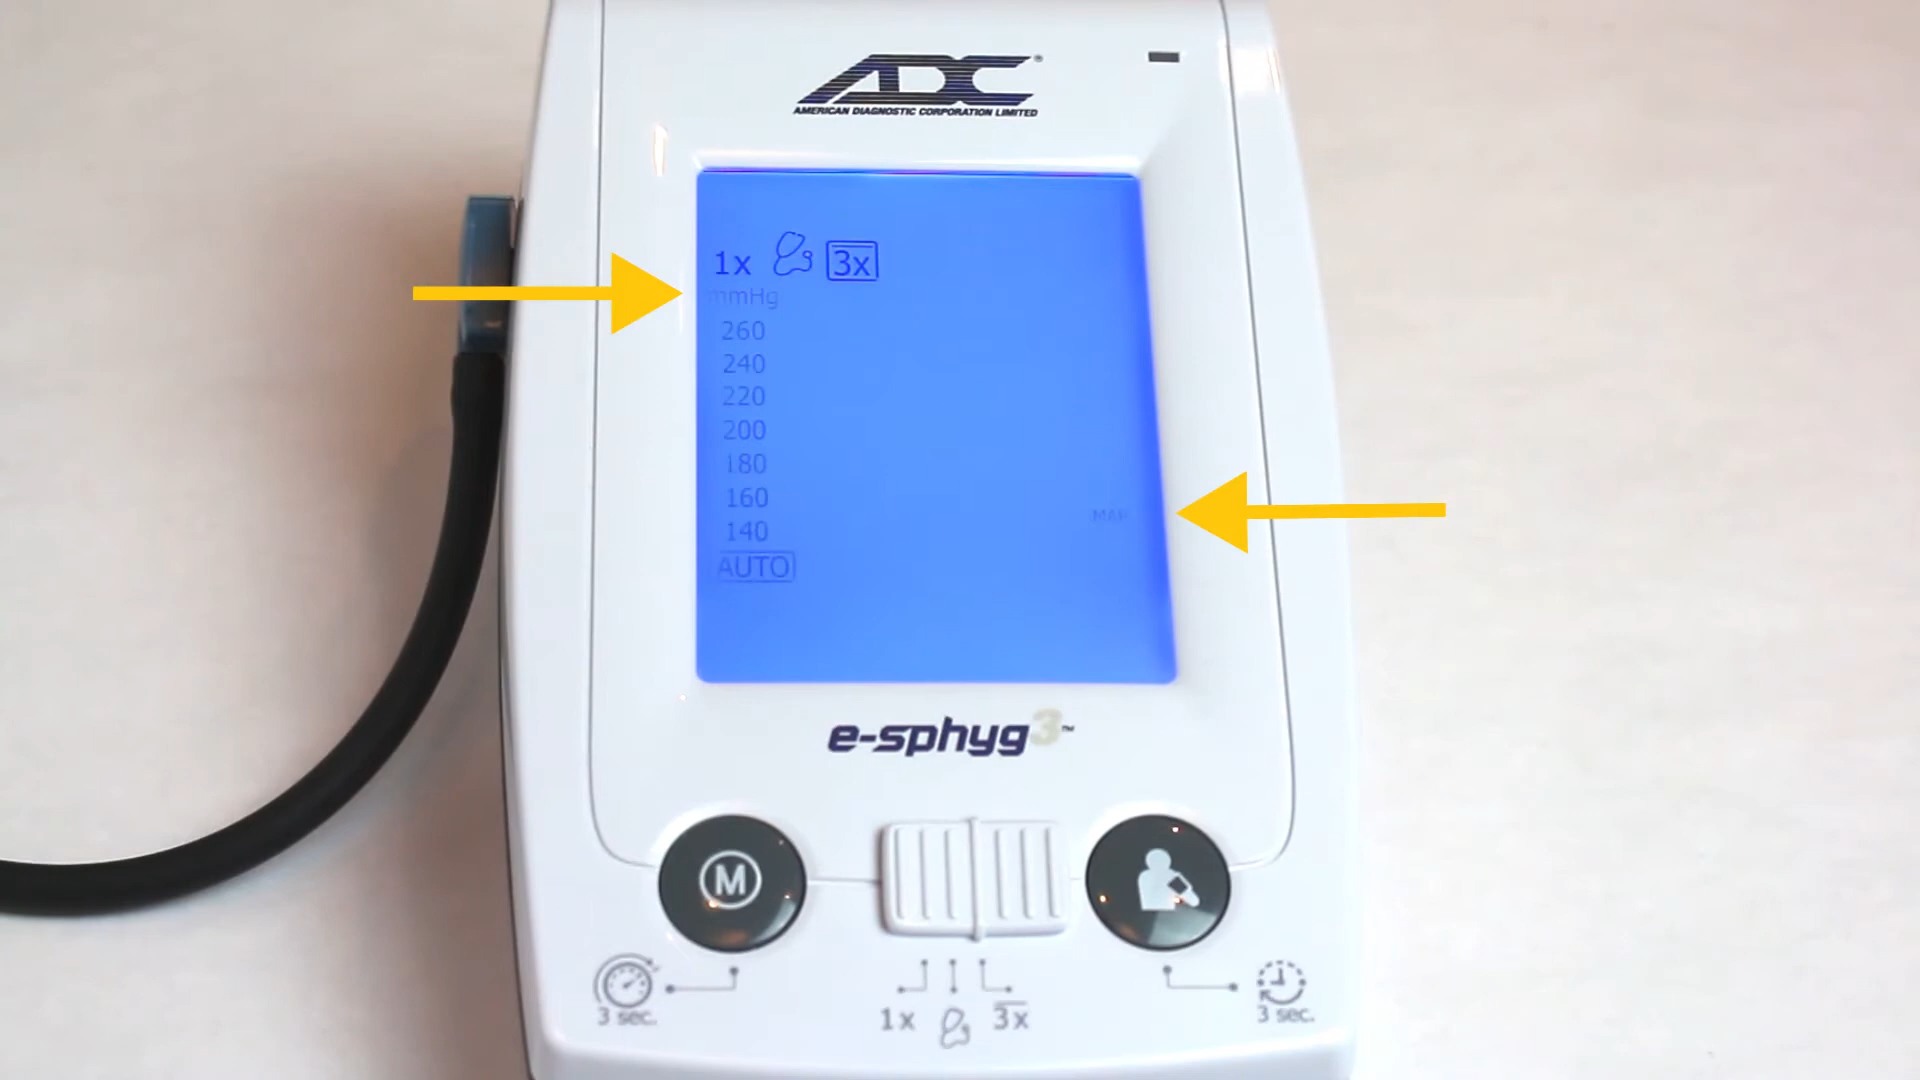 ADC®
AMERICAN DIAGNOSTIC CORPORATION LIMITED
1x 3x
mmHg
260
240
220
200
180
160
140
MAP
AUTO
e-sphyg3™
M
3 sec.
1x 3x
3 sec.